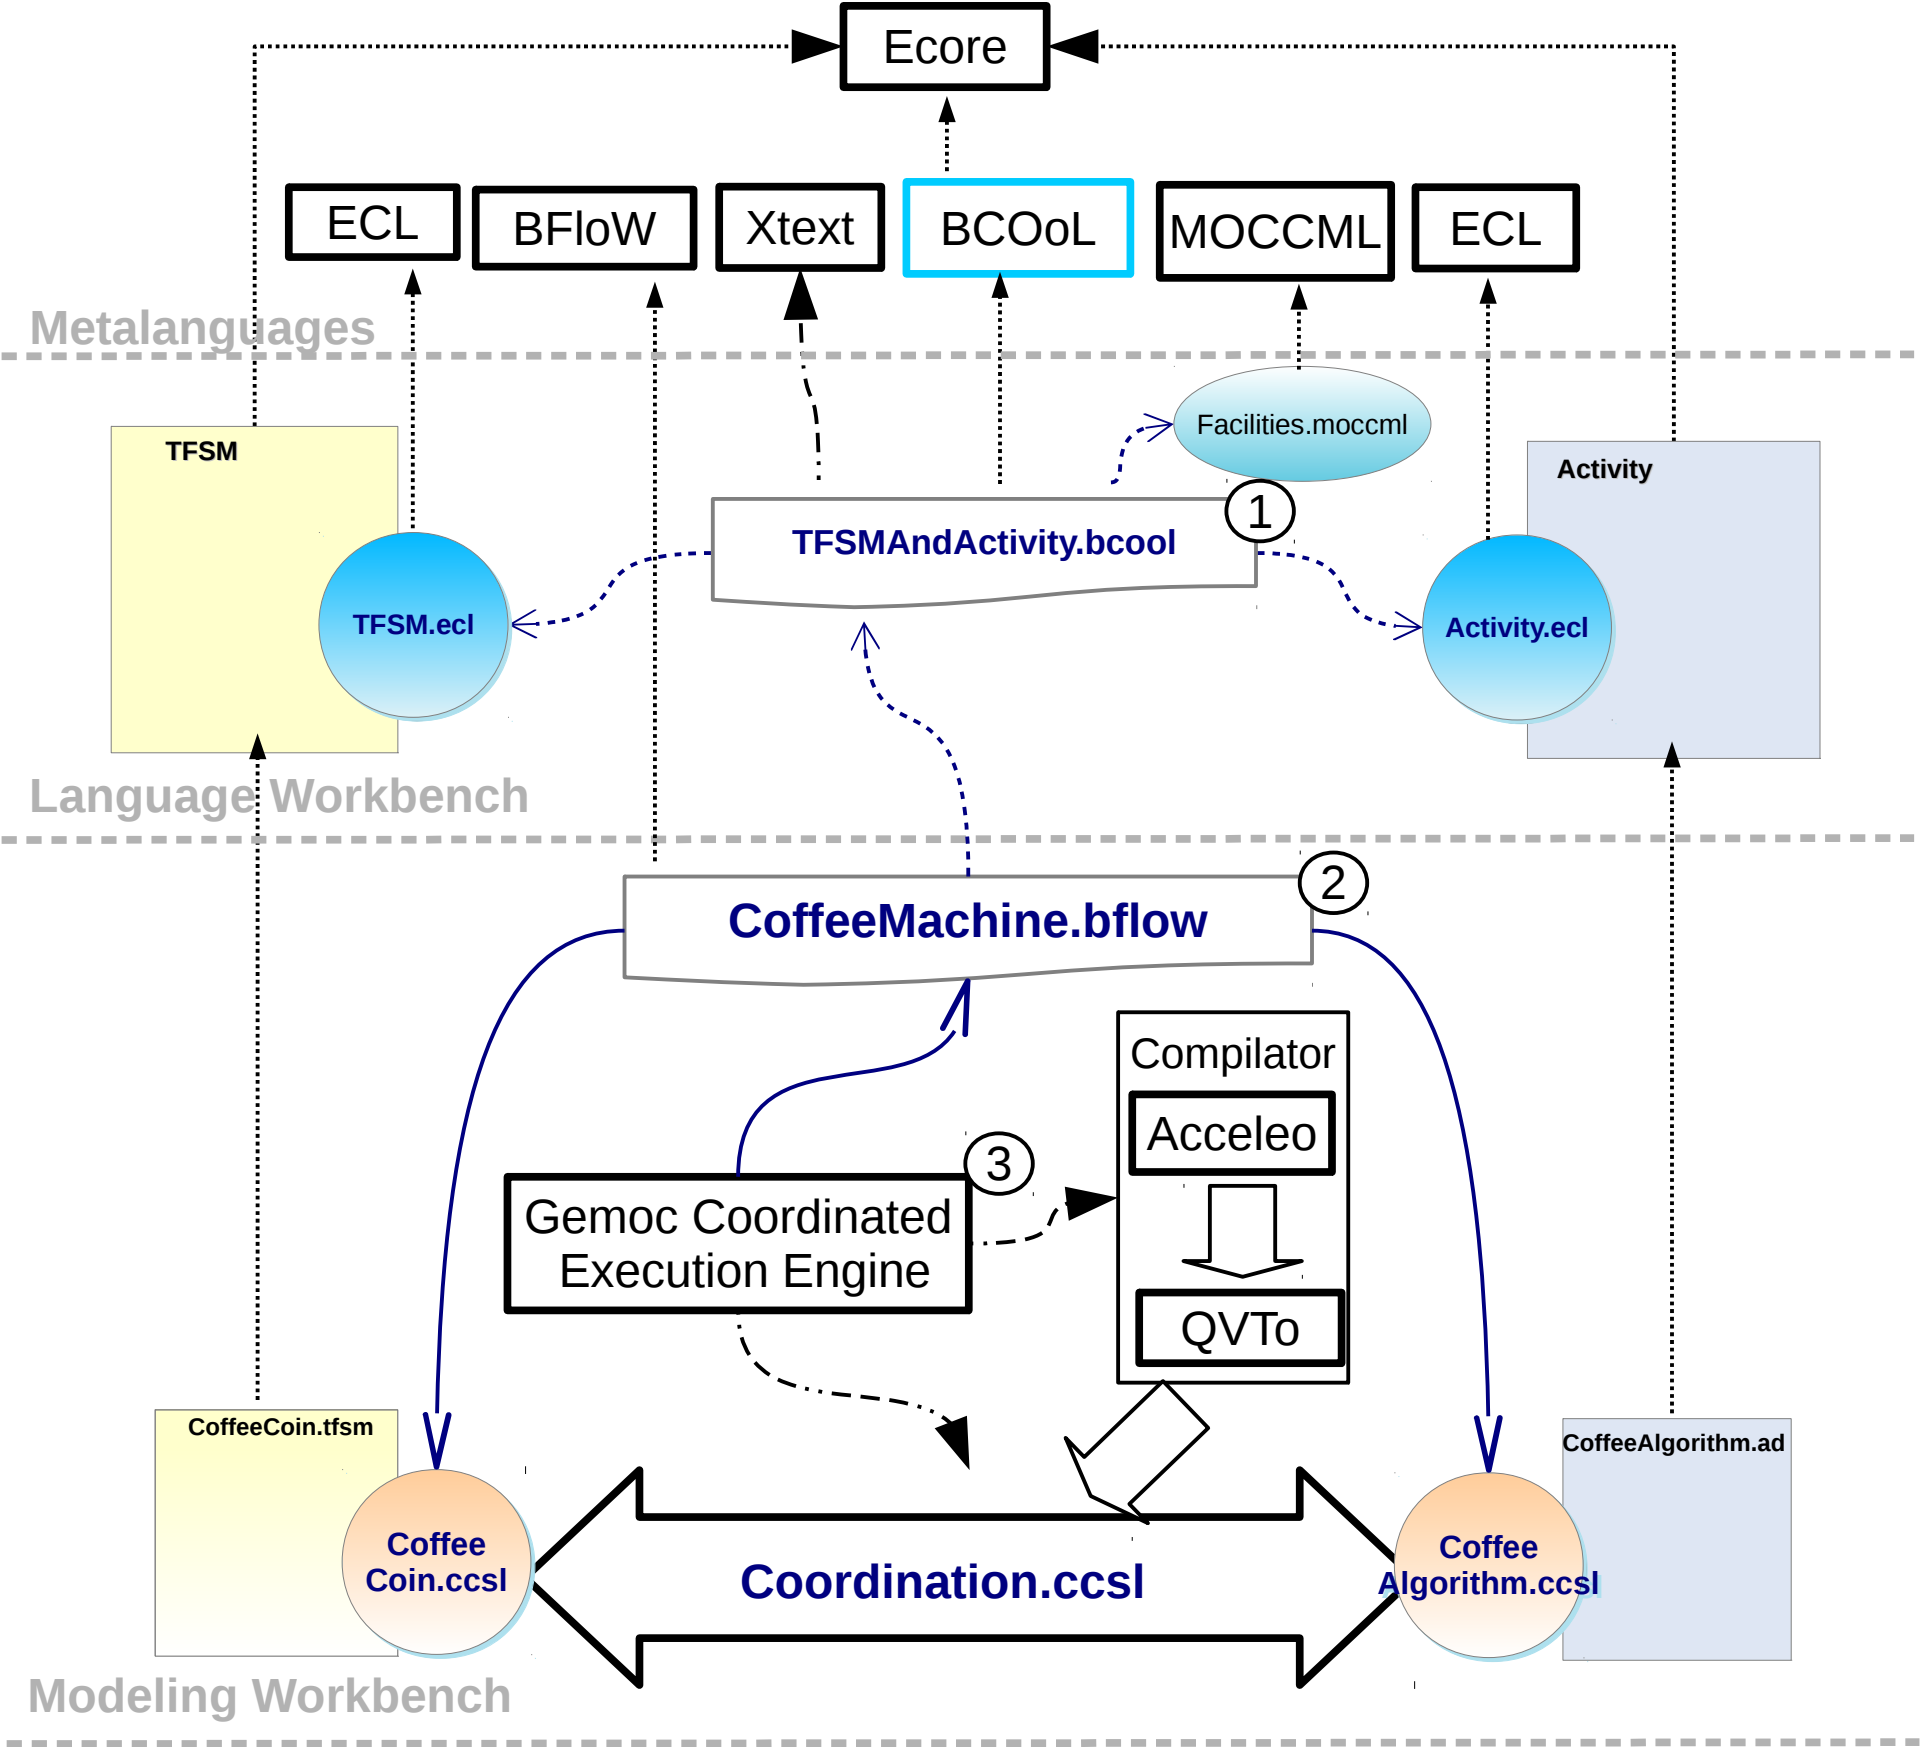 Ecore
ECL
BFloW
Xtext
BCOoL
MOCCML
ECL
Metalanguages
Facilities.moccml
TFSM
Activity
1
TFSMAndActivity.bcool
TFSM.ecl
Activity.ecl
Language Workbench
2
CoffeeMachine.bflow
Compilator
Acceleo
3
Gemoc Coordinated
Execution Engine
QVTo
CoffeeCoin.tfsm
CoffeeAlgorithm.ad
Coffee
Coin.ccsl
Coordination.ccsl
Coffee
Algorithm.ccsl
Modeling Workbench